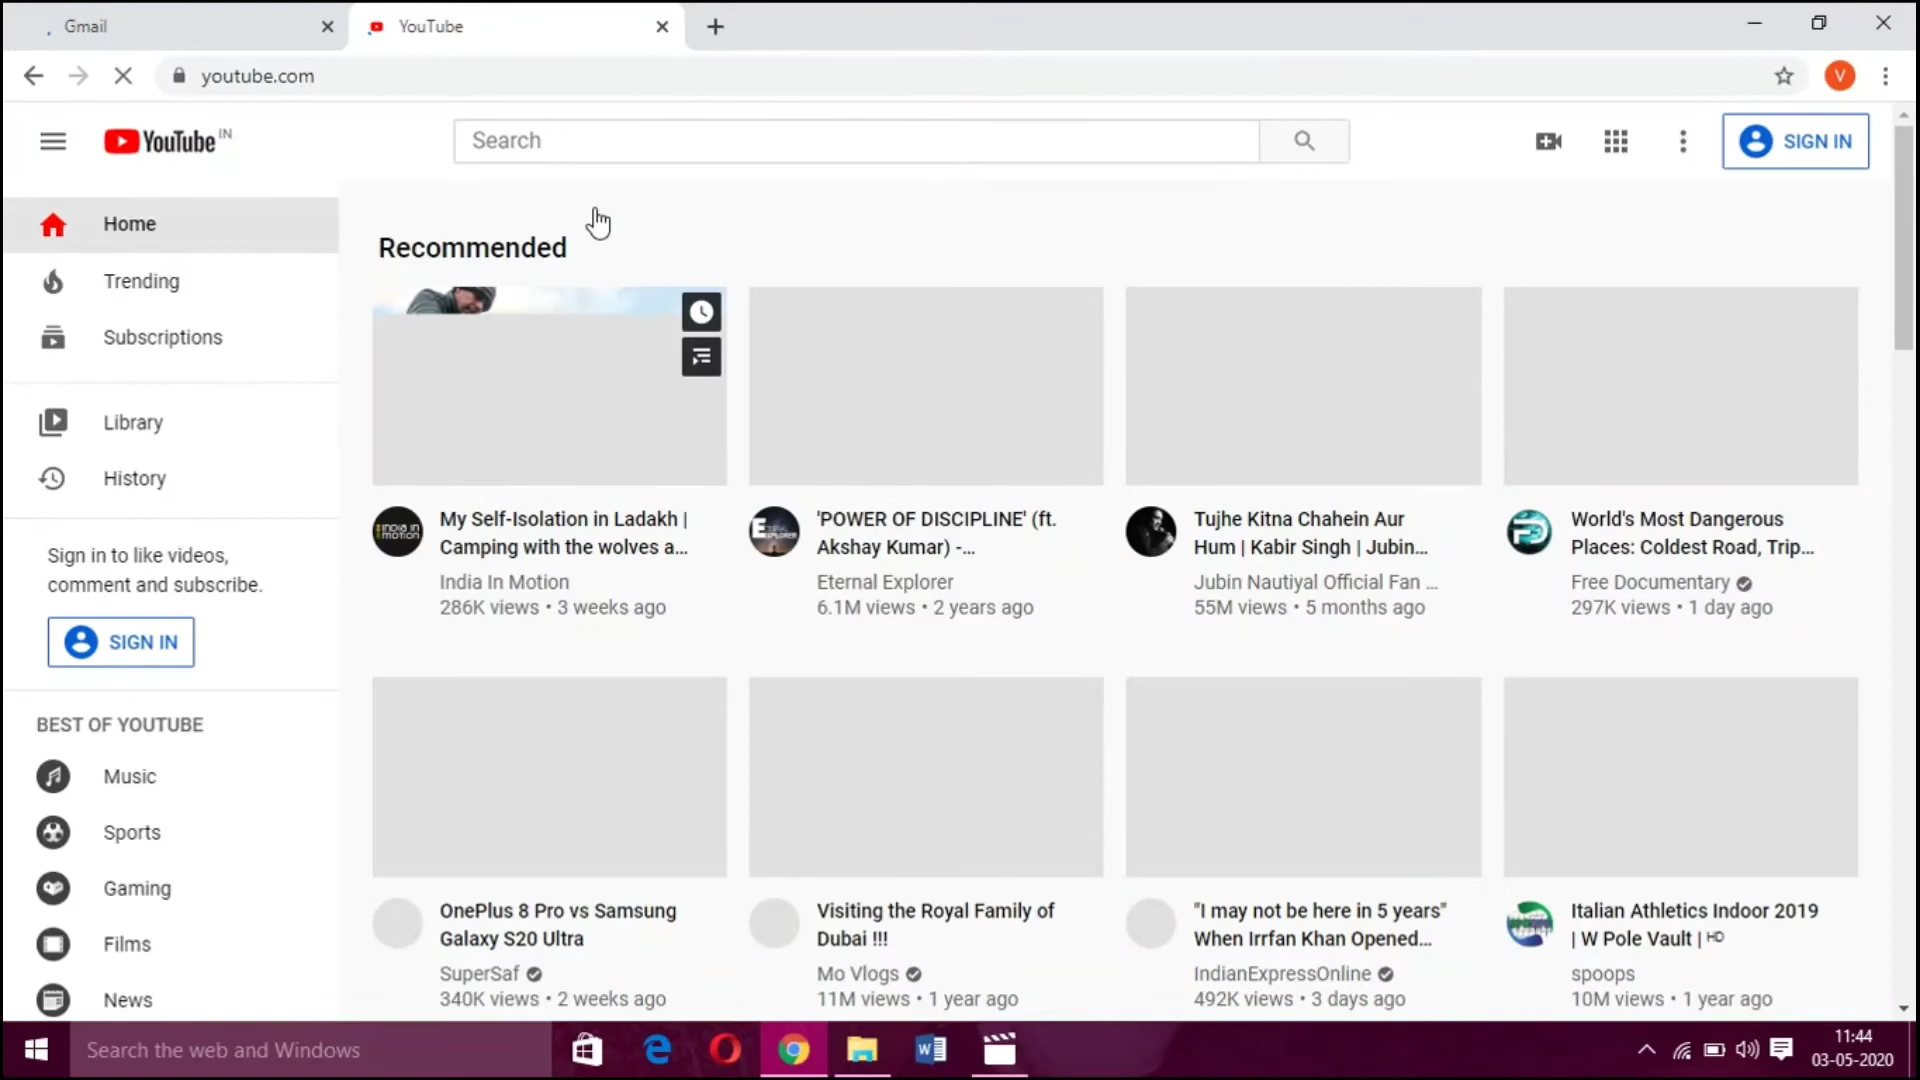 Gmail
YouTube
youtube.com
V
YouTube IN
Search
SIGN IN
Home
Trending
Subscriptions
Library
History
Sign in to like videos,
comment and subscribe.
SIGN IN
BEST OF YOUTUBE
Music
Sports
Gaming
Films
News
Recommended
INDIA IN
MOTION
My Self-Isolation in Ladakh |
Camping with the wolves a...
India In Motion
286K views • 3 weeks ago
'POWER OF DISCIPLINE' (ft.
Akshay Kumar) -...
Eternal Explorer
6.1M views • 2 years ago
Tujhe Kitna Chahein Aur
Hum | Kabir Singh | Jubin...
Jubin Nautiyal Official Fan ...
55M views • 5 months ago
World's Most Dangerous
Places: Coldest Road, Trip...
Free Documentary
297K views • 1 day ago
OnePlus 8 Pro vs Samsung
Galaxy S20 Ultra
SuperSaf
340K views • 2 weeks ago
Visiting the Royal Family of
Dubai !!!
Mo Vlogs
11M views • 1 year ago
"I may not be here in 5 years"
When Irrfan Khan Opened...
IndianExpressOnline
492K views • 3 days ago
Italian Athletics Indoor 2019
| W Pole Vault | ᴴᴰ
spoops
10M views • 1 year ago
Search the web and Windows
11:44
03-05-2020